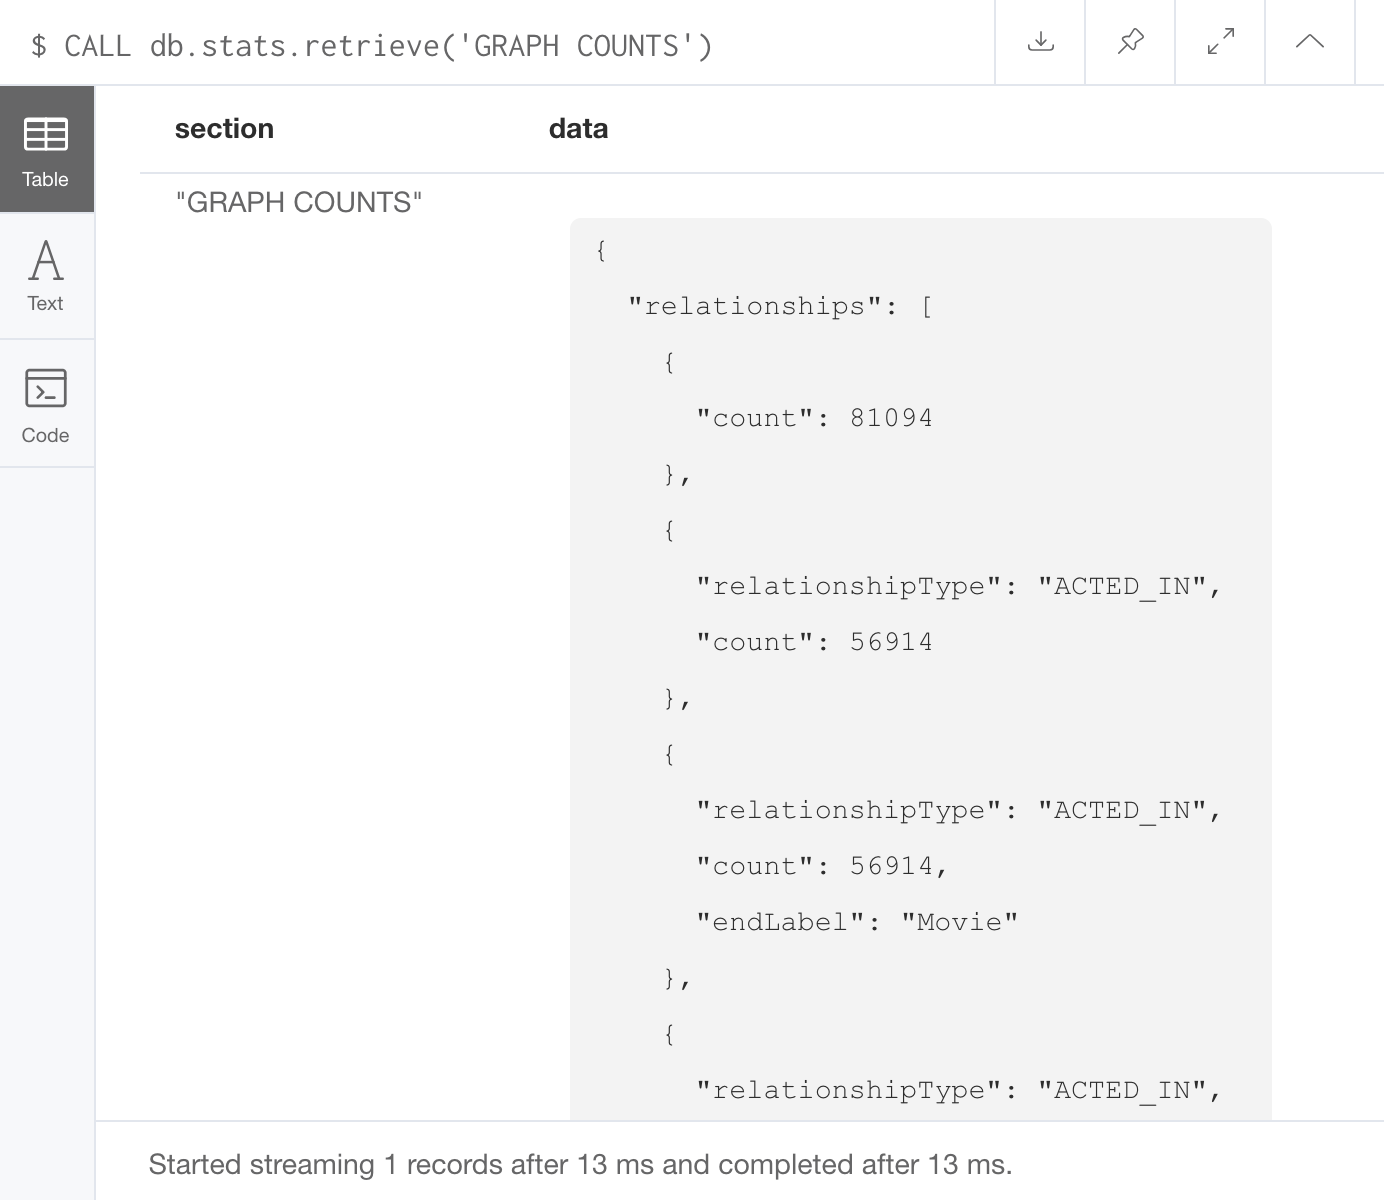 $ CALL db.stats.retrieve('GRAPH COUNTS')
Table
Text
Code
section data
"GRAPH COUNTS"
{
"relationships": [
{
"count": 81094
},
{
"relationshipType": "ACTED_IN",
"count": 56914
},
{
"relationshipType": "ACTED_IN",
"count": 56914,
"endLabel": "Movie"
},
{
"relationshipType": "ACTED_IN",
Started streaming 1 records after 13 ms and completed after 13 ms.